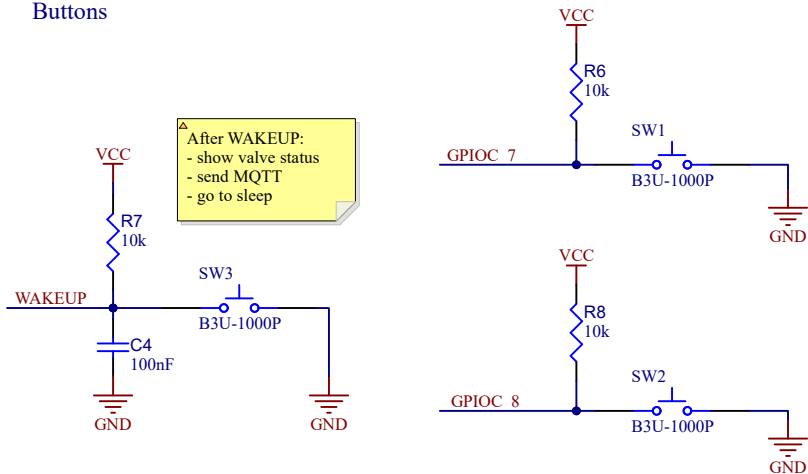 Buttons
After WAKEUP:
- show valve status
- send MQTT
- go to sleep
VCC
R7
10k
WAKEUP
SW3
B3U-1000P
C4
100nF
GND
GND
VCC
R6
10k
GPIOC_7
SW1
B3U-1000P
GND
VCC
R8
10k
GPIOC_8
SW2
B3U-1000P
GND